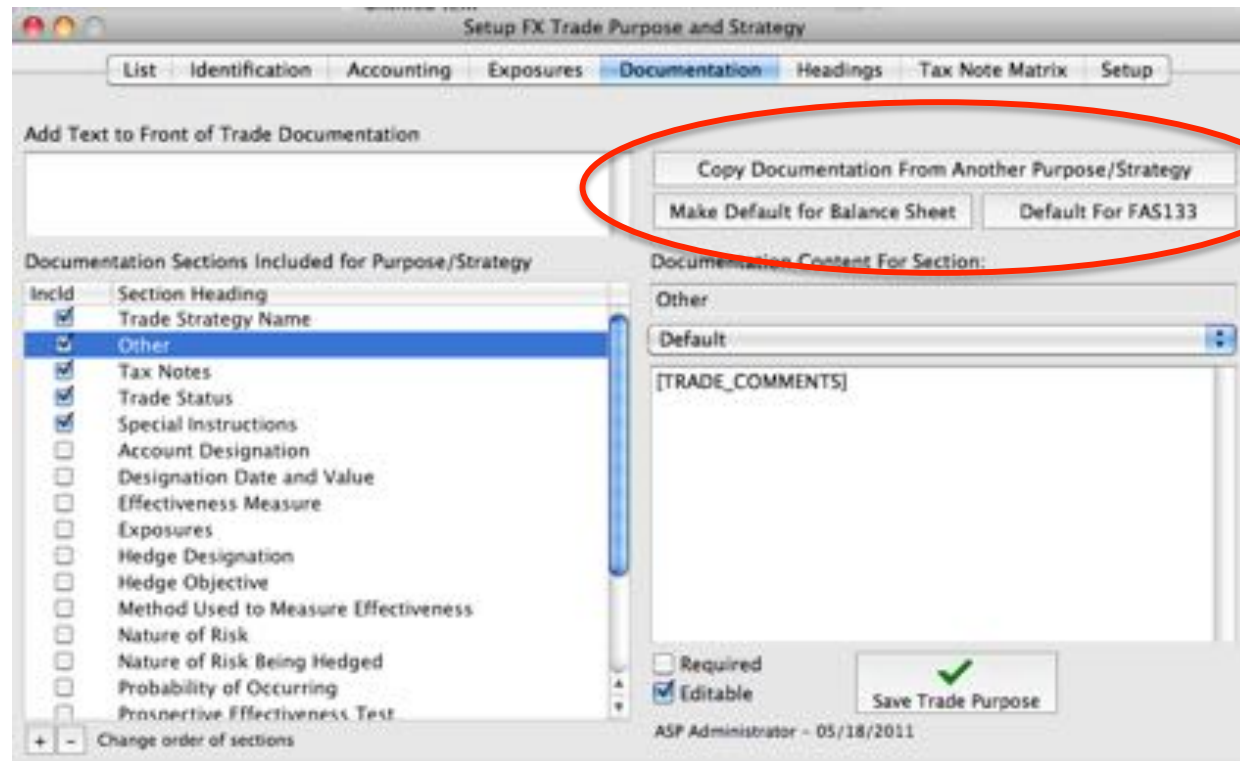 Setup FX Trade Purpose and Strategy
List Identification Accounting Exposures Documentation Headings Tax Note Matrix Setup
Add Text to Front of Trade Documentation
Copy Documentation From Another Purpose/Strategy
Make Default for Balance Sheet Default For FAS133
Documentation Sections Included for Purpose/Strategy
Documentation Content For Section:
Incld Section Heading
Trade Strategy Name
Other
Tax Notes
Trade Status
Special Instructions
Account Designation
Designation Date and Value
Effectiveness Measure
Exposures
Hedge Designation
Hedge Objective
Method Used to Measure Effectiveness
Nature of Risk
Nature of Risk Being Hedged
Probability of Occurring
Prospective Effectiveness Test
+ - Change order of sections
Other
Default
[TRADE_COMMENTS]
Required
Editable
Save Trade Purpose
ASP Administrator - 05/18/2011